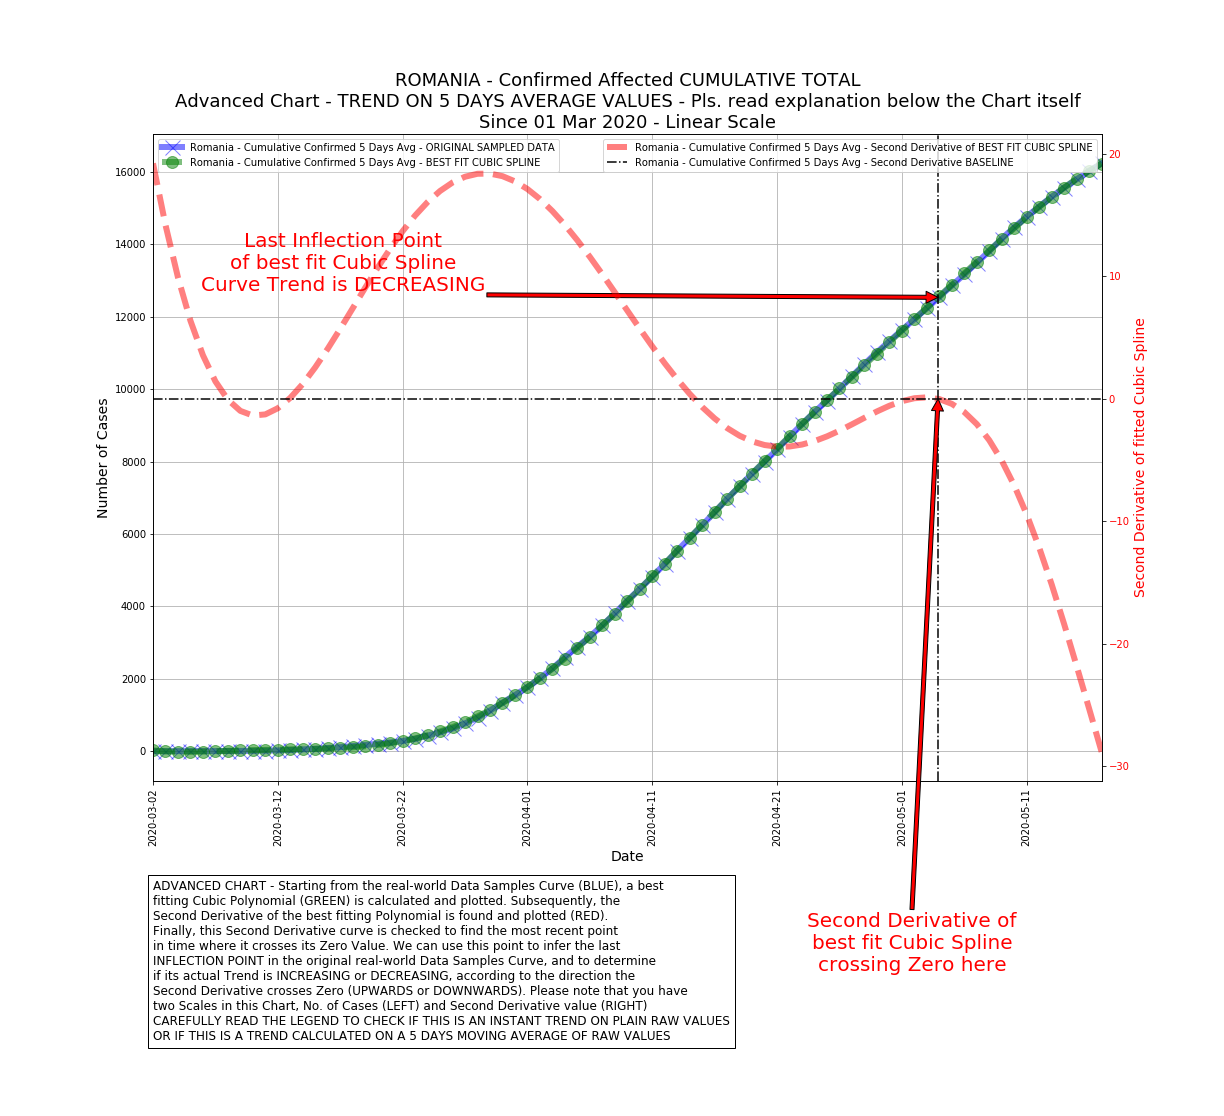 ROMANIA - Confirmed Affected CUMULATIVE TOTAL
Advanced Chart - TREND ON 5 DAYS AVERAGE VALUES - Pls. read explanation below the Chart itself
Since 01 Mar 2020 - Linear Scale
Romania - Cumulative Confirmed 5 Days Avg - ORIGINAL SAMPLED DATA
Romania - Cumulative Confirmed 5 Days Avg - BEST FIT CUBIC SPLINE
Romania - Cumulative Confirmed 5 Days Avg - Second Derivative of BEST FIT CUBIC SPLINE
Romania - Cumulative Confirmed 5 Days Avg - Second Derivative BASELINE
Last Inflection Point
of best fit Cubic Spline
Curve Trend is DECREASING
Number of Cases
16000
14000
12000
10000
8000
6000
4000
2000
0
20
10
0
−10
−20
−30
Second Derivative of fitted Cubic Spline
2020-03-02
2020-03-12
2020-03-22
2020-04-01
2020-04-11
2020-04-21
2020-05-01
2020-05-11
Date
Second Derivative of
best fit Cubic Spline
crossing Zero here
ADVANCED CHART - Starting from the real-world Data Samples Curve (BLUE), a best
fitting Cubic Polynomial (GREEN) is calculated and plotted. Subsequently, the
Second Derivative of the best fitting Polynomial is found and plotted (RED).
Finally, this Second Derivative curve is checked to find the most recent point
in time where it crosses its Zero Value. We can use this point to infer the last
INFLECTION POINT in the original real-world Data Samples Curve, and to determine
if its actual Trend is INCREASING or DECREASING, according to the direction the
Second Derivative crosses Zero (UPWARDS or DOWNWARDS). Please note that you have
two Scales in this Chart, No. of Cases (LEFT) and Second Derivative value (RIGHT)
CAREFULLY READ THE LEGEND TO CHECK IF THIS IS AN INSTANT TREND ON PLAIN RAW VALUES
OR IF THIS IS A TREND CALCULATED ON A 5 DAYS MOVING AVERAGE OF RAW VALUES